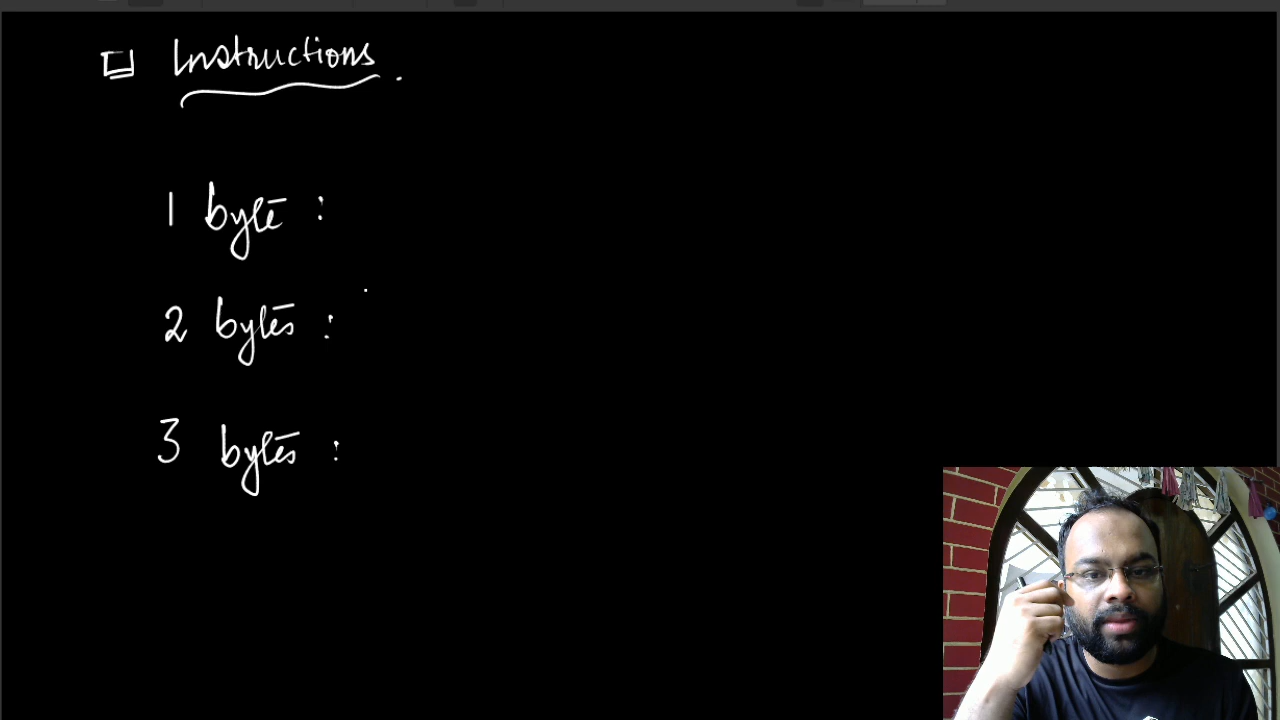 Instructions.
1 byte :
2 bytes :
3 bytes :